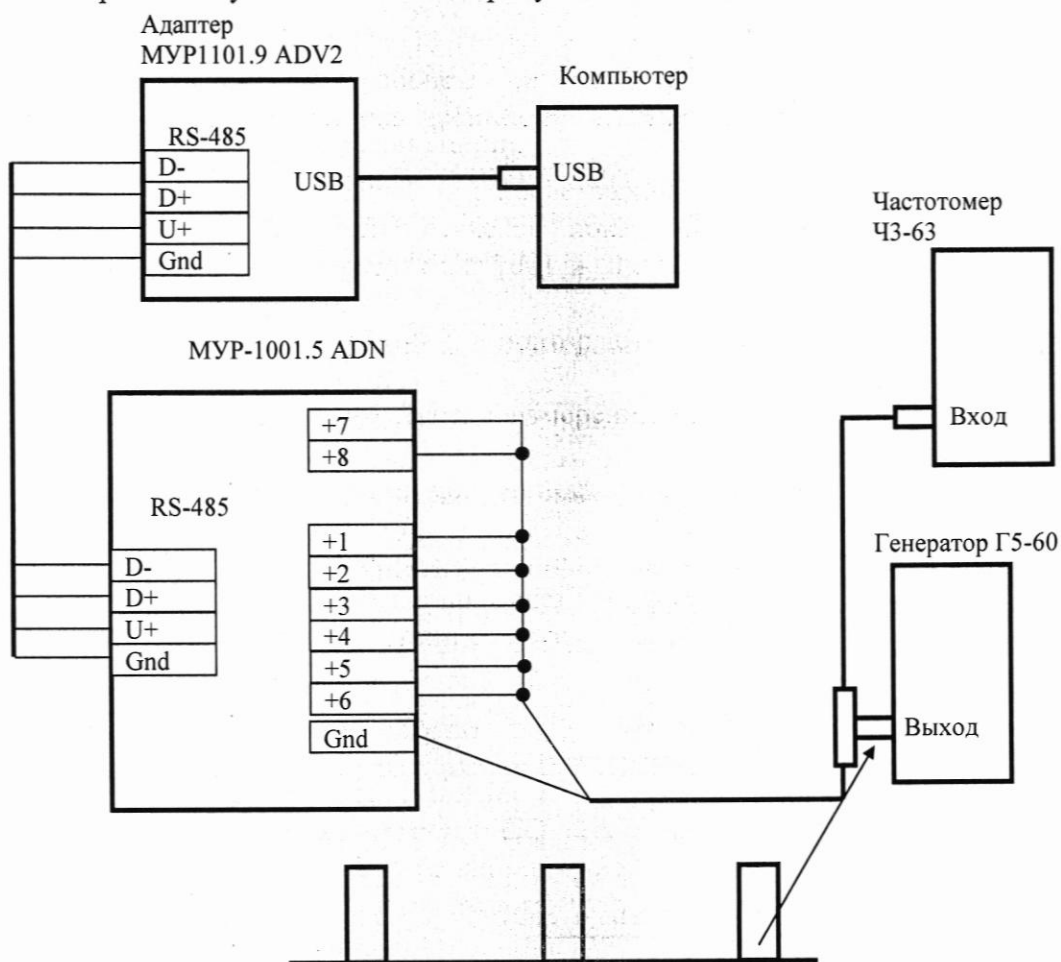 Адаптер
МУР1101.9 ADV2
RS-485
D-
D+
U+
Gnd
USB
Компьютер
USB
Частотомер
Ч3-63
Вход
МУР-1001.5 ADN
RS-485
D-
D+
U+
Gnd
+7
+8
+1
+2
+3
+4
+5
+6
Gnd
Генератор Г5-60
Выход